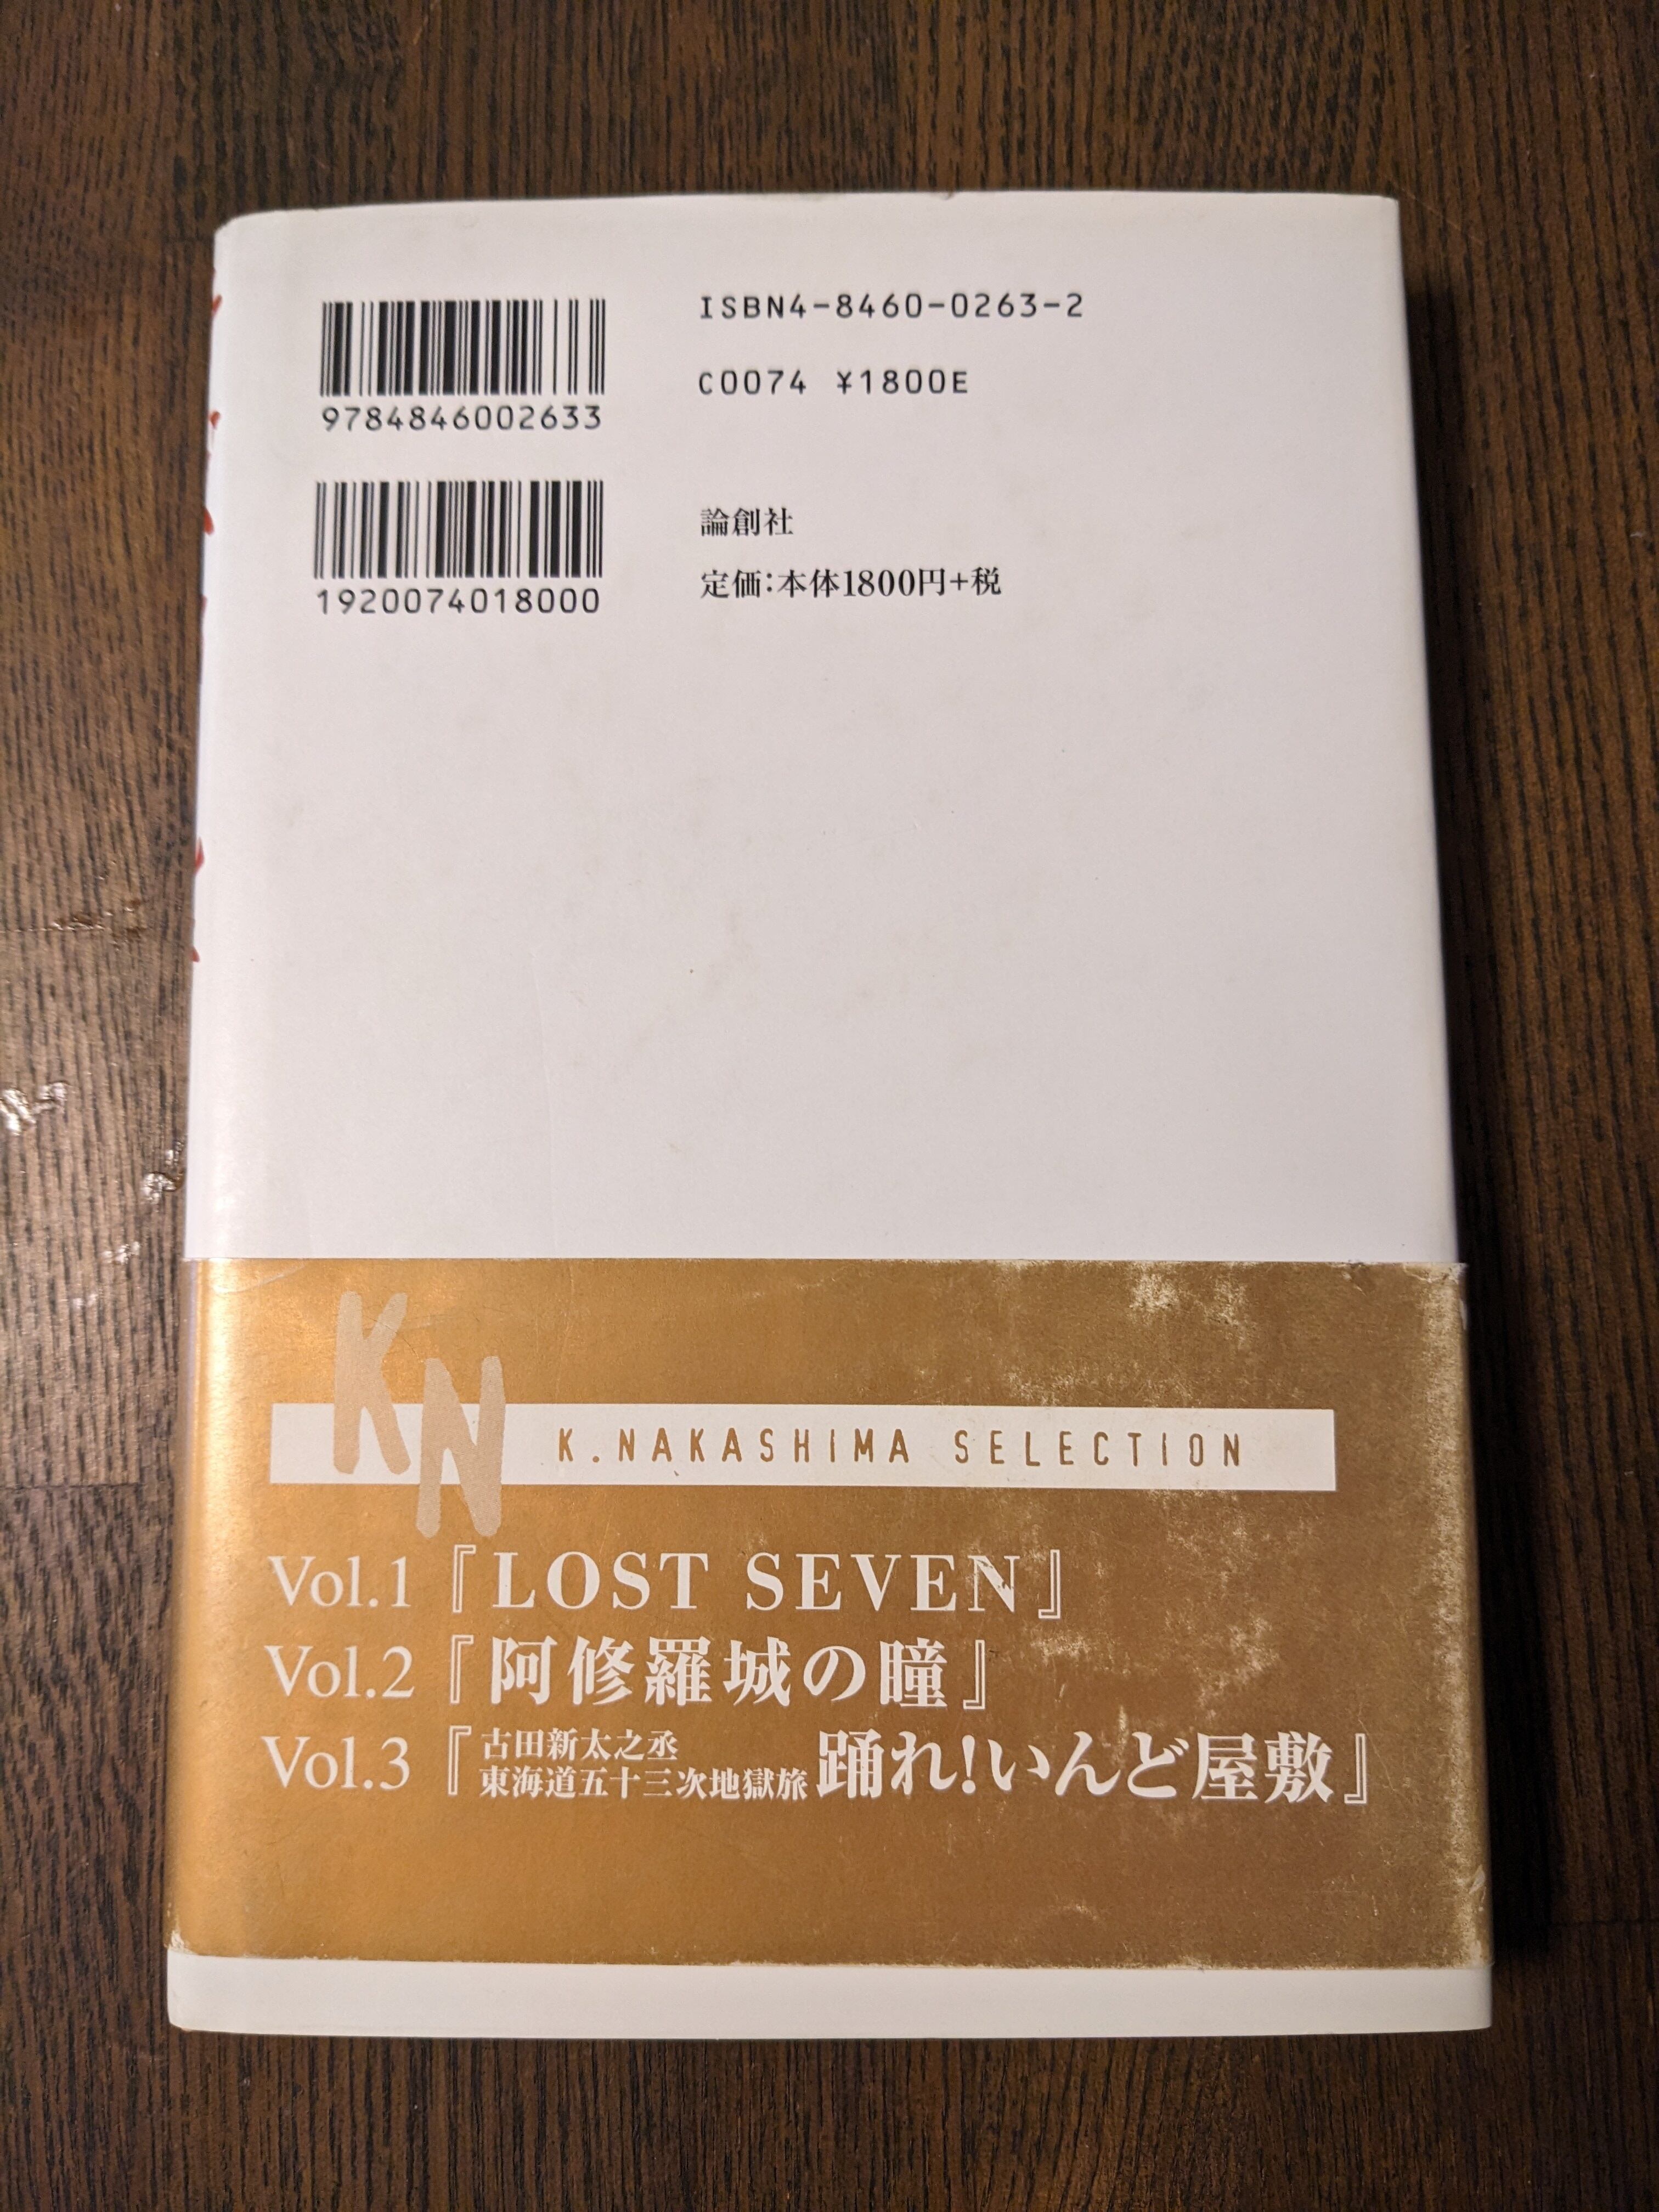 9784846002633
ISBN4-8460-0263-2
C0074 ¥1800E
1920074018000
論創社
定価:本体1800円+税
KN
K.NAKASHIMA SELECTION
Vol.1『LOST SEVEN』
Vol.2『阿修羅城の瞳』
Vol.3『古田新太之丞 東海道五十三次地獄旅 踊れ!いんど屋敷』